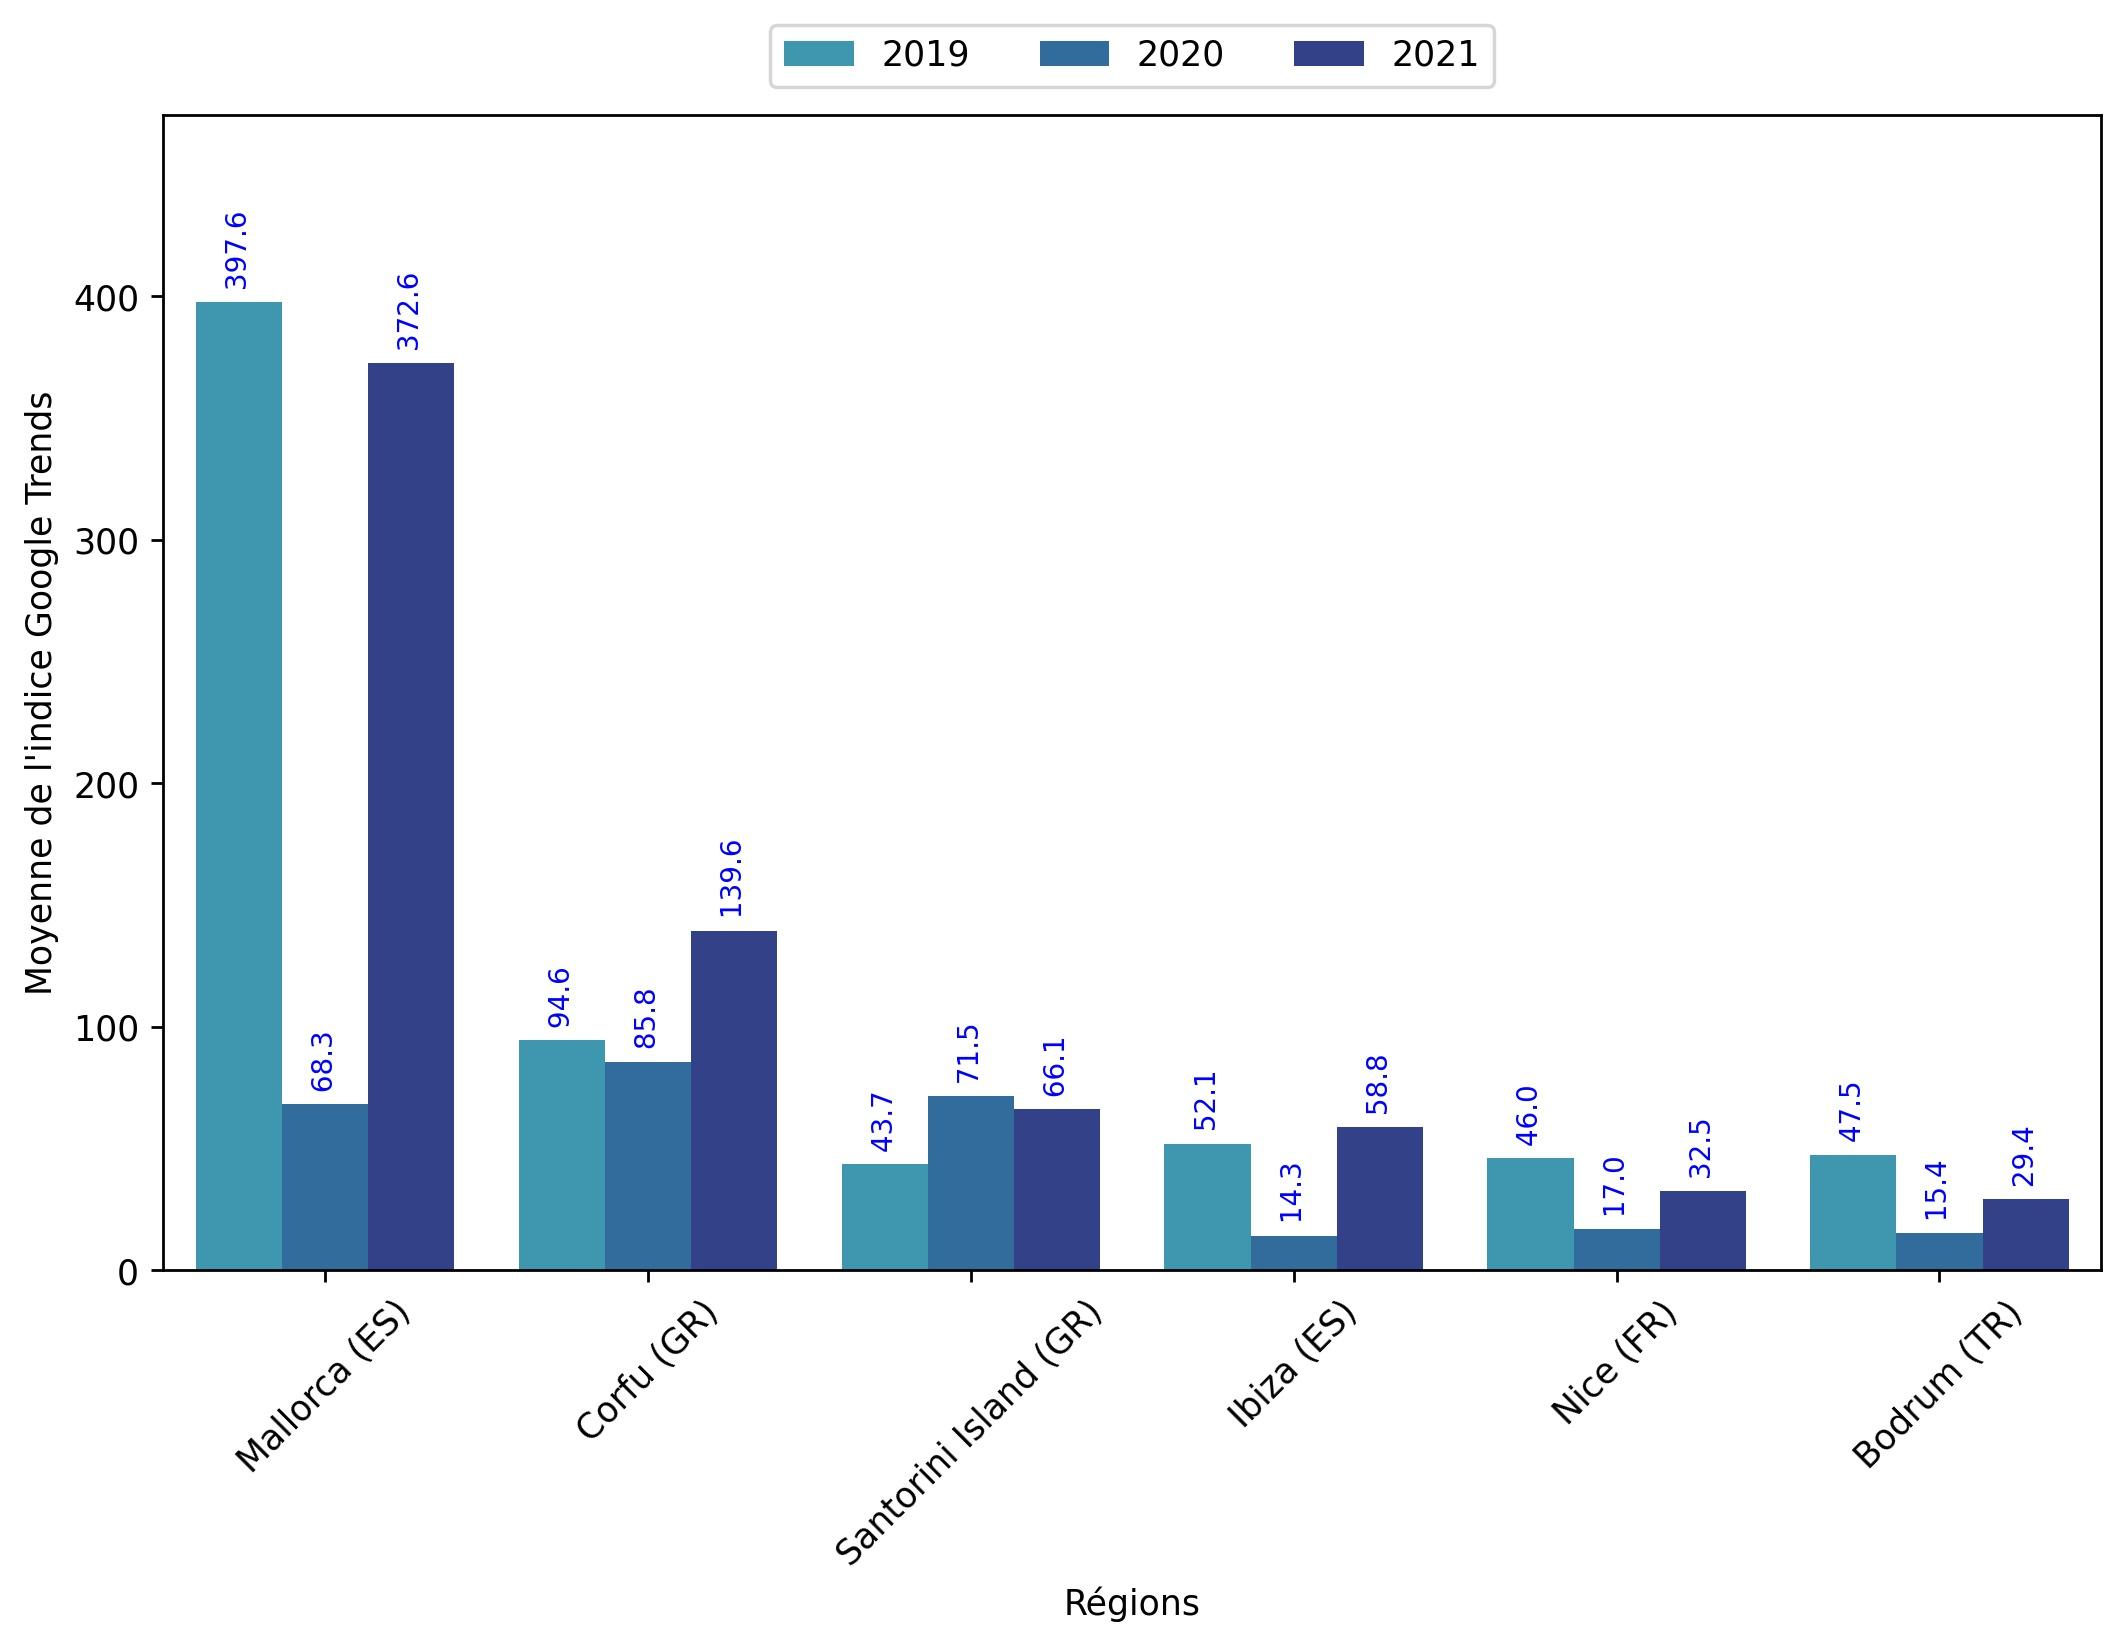 2019 2020 2021
Moyenne de l'indice Google Trends
400
300
200
100
0
397.6 68.3 372.6
94.6 85.8 139.6
43.7 71.5 66.1
52.1 14.3 58.8
46.0 17.0 32.5
47.5 15.4 29.4
Mallorca (ES)
Corfu (GR)
Santorini Island (GR)
Ibiza (ES)
Nice (FR)
Bodrum (TR)
Régions